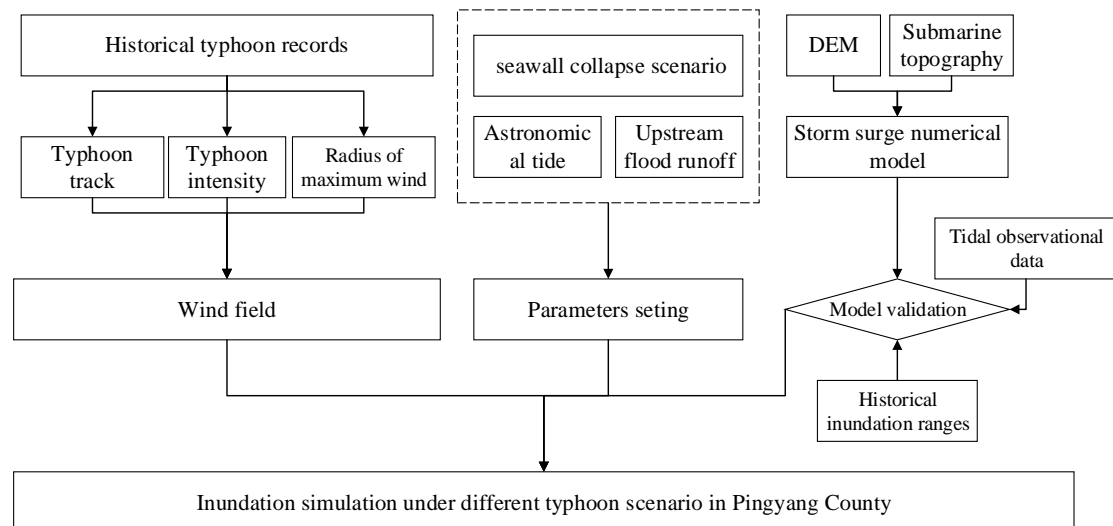 Historical typhoon records
Typhoon
track
Typhoon
intensity
Radius of
maximum wind
Wind field
seawall collapse scenario
Astronomic
al tide
Upstream
flood runoff
Parameters seting
DEM
Submarine
topography
Storm surge numerical
model
Tidal observational
data
Model validation
Historical
inundation ranges
Inundation simulation under different typhoon scenario in Pingyang County